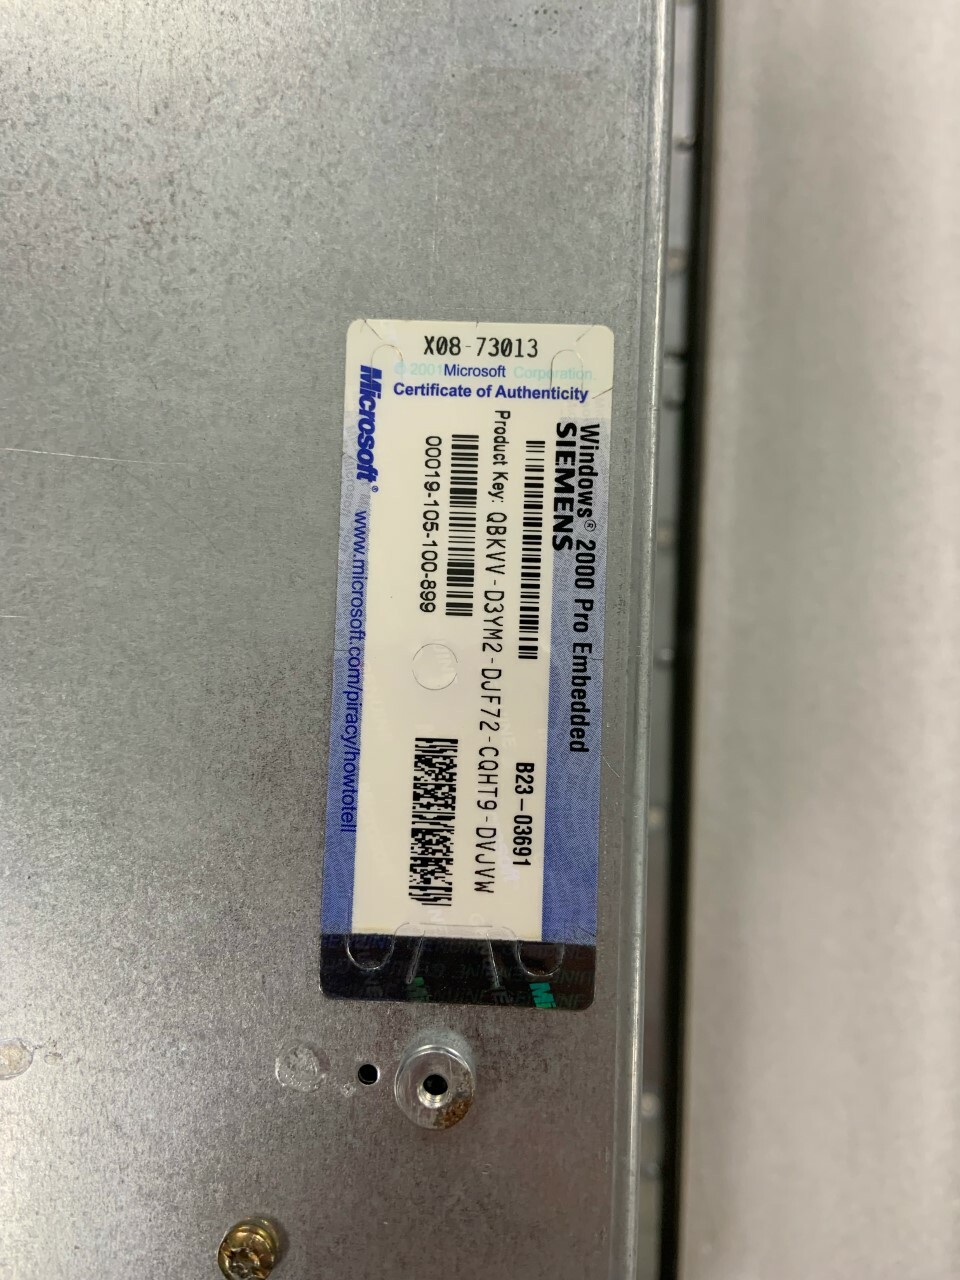 X08-73013
© 2001 Microsoft Corporation.
Certificate of Authenticity
Windows® 2000 Pro Embedded
SIEMENS
B23-03691
Product Key: QBKVV-D3YM2-DJF72-CQHT9-DVJVW
00019-105-100-899
Microsoft® www.microsoft.com/piracy/howtotell